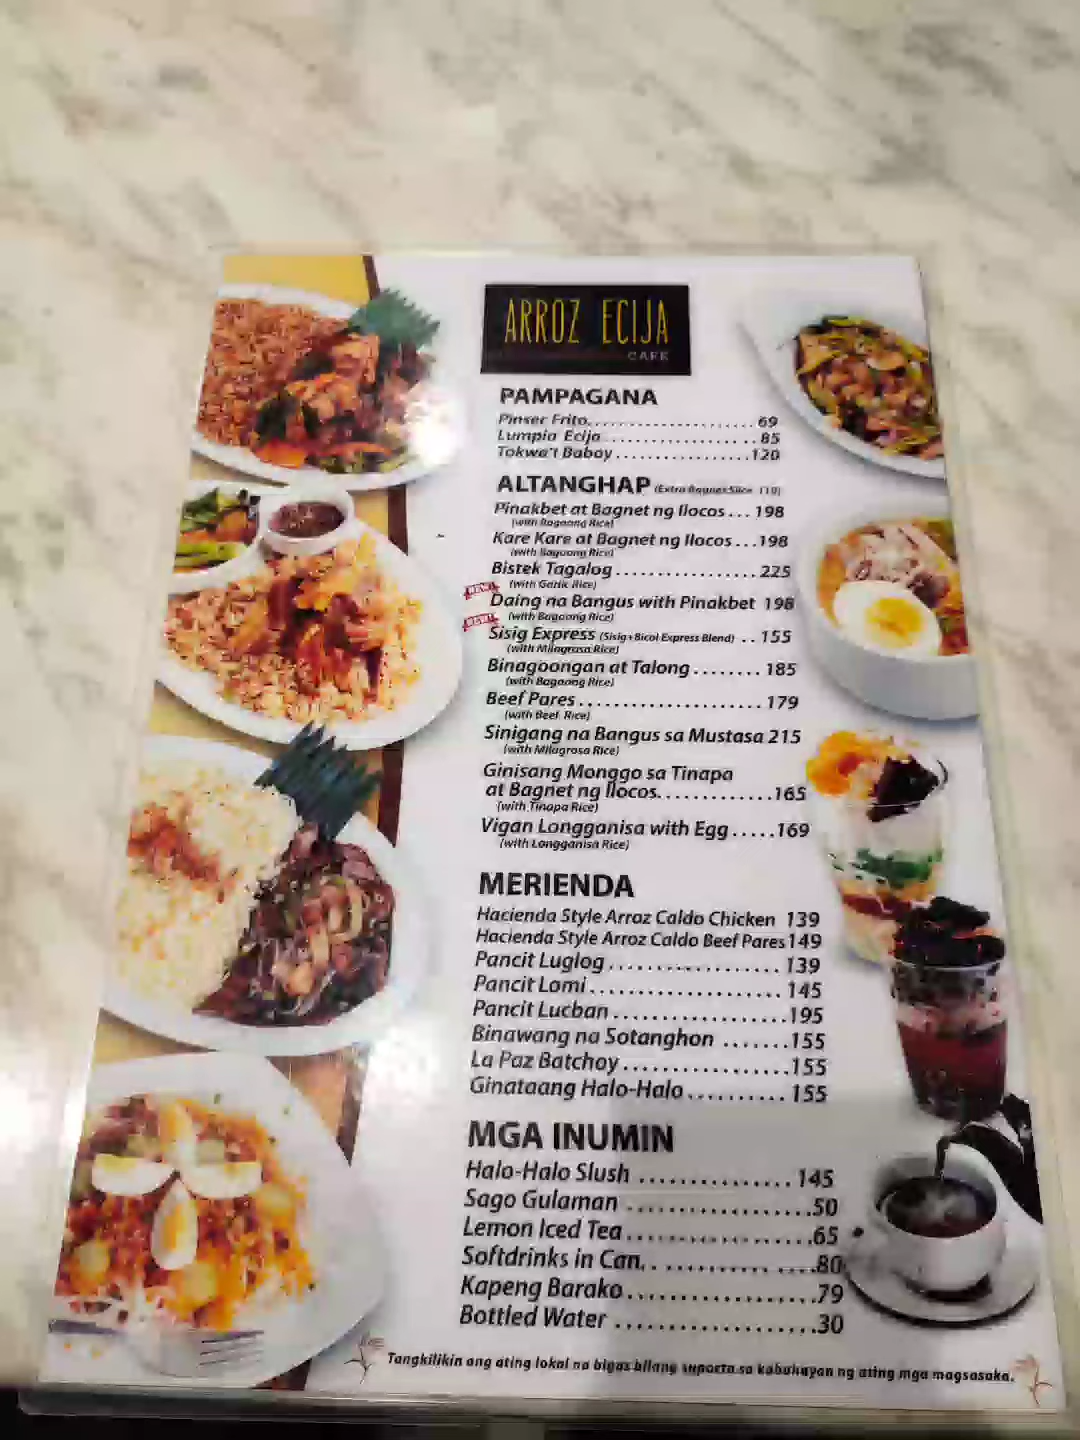 ARROZ ECIJA
CAFE
PAMPAGANA
Pinser Frito........................69
Lumpia Ecija......................85
Tokwa't Baboy.................120
ALTANGHAP (Extra Bagnet Slice 110)
Pinakbet at Bagnet ng Ilocos...198
(with Bagoong Rice)
Kare Kare at Bagnet ng Ilocos...198
(with Bagoong Rice)
Bistek Tagalog..................225
(with Garlic Rice)
NEW!
Daing na Bangus with Pinakbet 198
(with Bagoong Rice)
NEW!
Sisig Express (Sisig+Bicol Express Blend) ..155
(with Milagrosa Rice)
Binagoongan at Talong........185
(with Bagoong Rice)
Beef Pares......................179
(with Beef Rice)
Sinigang na Bangus sa Mustasa 215
(with Milagrosa Rice)
Ginisang Monggo sa Tinapa
at Bagnet ng Ilocos.............165
(with Tinapa Rice)
Vigan Longganisa with Egg.....169
(with Longganisa Rice)
MERIENDA
Hacienda Style Arroz Caldo Chicken 139
Hacienda Style Arroz Caldo Beef Pares 149
Pancit Luglog..................139
Pancit Lomi....................145
Pancit Lucban..................195
Binawang na Sotanghon .......155
La Paz Batchoy.................155
Ginataang Halo-Halo..........155
MGA INUMIN
Halo-Halo Slush ...............145
Sago Gulaman ..................50
Lemon Iced Tea.................65
Softdrinks in Can...............80
Kapeng Barako..................79
Bottled Water ...................30
Tangkilikin ang ating lokal na bigas bilang suporta sa kabuhayan ng ating mga magsasaka.